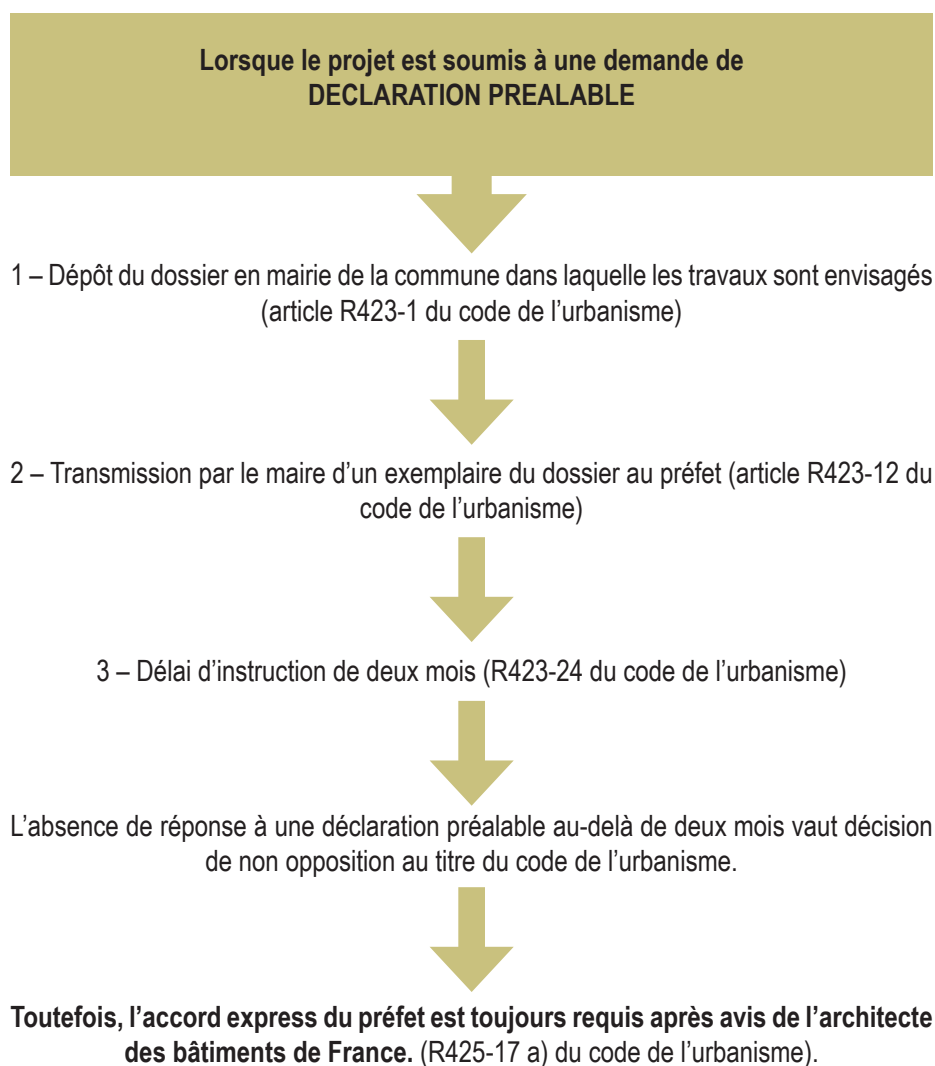 Lorsque le projet est soumis à une demande de
DECLARATION PREALABLE
1 – Dépôt du dossier en mairie de la commune dans laquelle les travaux sont envisagés
(article R423-1 du code de l’urbanisme)
2 – Transmission par le maire d’un exemplaire du dossier au préfet (article R423-12 du
code de l’urbanisme)
3 – Délai d’instruction de deux mois (R423-24 du code de l’urbanisme)
L’absence de réponse à une déclaration préalable au-delà de deux mois vaut décision
de non opposition au titre du code de l’urbanisme.
Toutefois, l’accord express du préfet est toujours requis après avis de l’architecte
des bâtiments de France. (R425-17 a) du code de l’urbanisme).